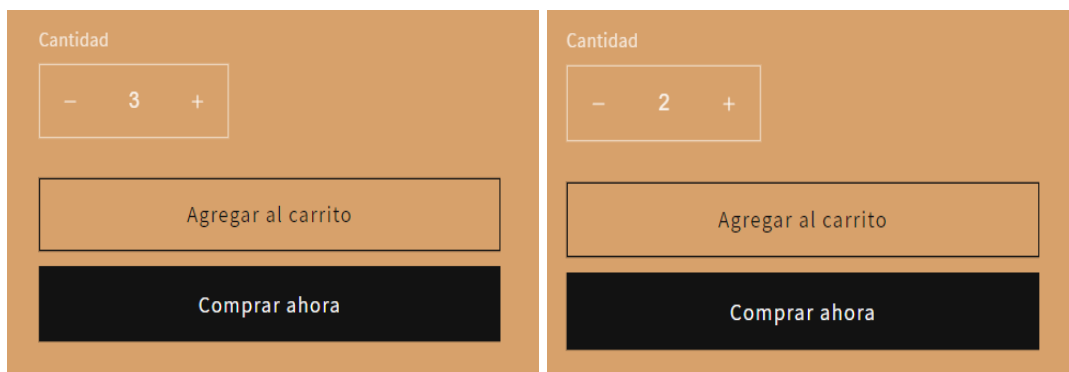 Cantidad
− 3 +
Agregar al carrito
Comprar ahora
Cantidad
− 2 +
Agregar al carrito
Comprar ahora